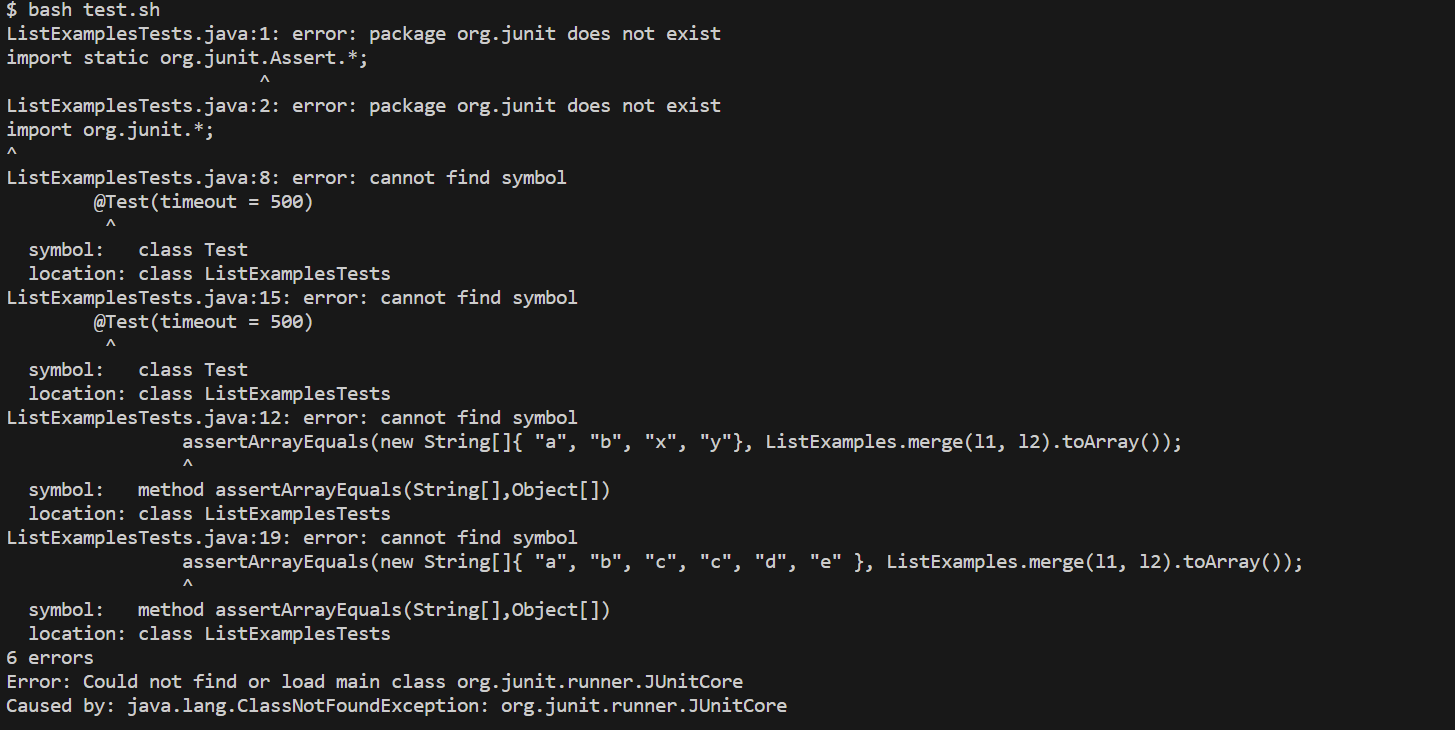 $ bash test.sh
ListExamplesTests.java:1: error: package org.junit does not exist
import static org.junit.Assert.*;
                       ^
ListExamplesTests.java:2: error: package org.junit does not exist
import org.junit.*;
^
ListExamplesTests.java:8: error: cannot find symbol
        @Test(timeout = 500)
         ^
  symbol:   class Test
  location: class ListExamplesTests
ListExamplesTests.java:15: error: cannot find symbol
        @Test(timeout = 500)
         ^
  symbol:   class Test
  location: class ListExamplesTests
ListExamplesTests.java:12: error: cannot find symbol
                assertArrayEquals(new String[]{ "a", "b", "x", "y"}, ListExamples.merge(l1, l2).toArray());
                ^
  symbol:   method assertArrayEquals(String[],Object[])
  location: class ListExamplesTests
ListExamplesTests.java:19: error: cannot find symbol
                assertArrayEquals(new String[]{ "a", "b", "c", "c", "d", "e" }, ListExamples.merge(l1, l2).toArray());
                ^
  symbol:   method assertArrayEquals(String[],Object[])
  location: class ListExamplesTests
6 errors
Error: Could not find or load main class org.junit.runner.JUnitCore
Caused by: java.lang.ClassNotFoundException: org.junit.runner.JUnitCore